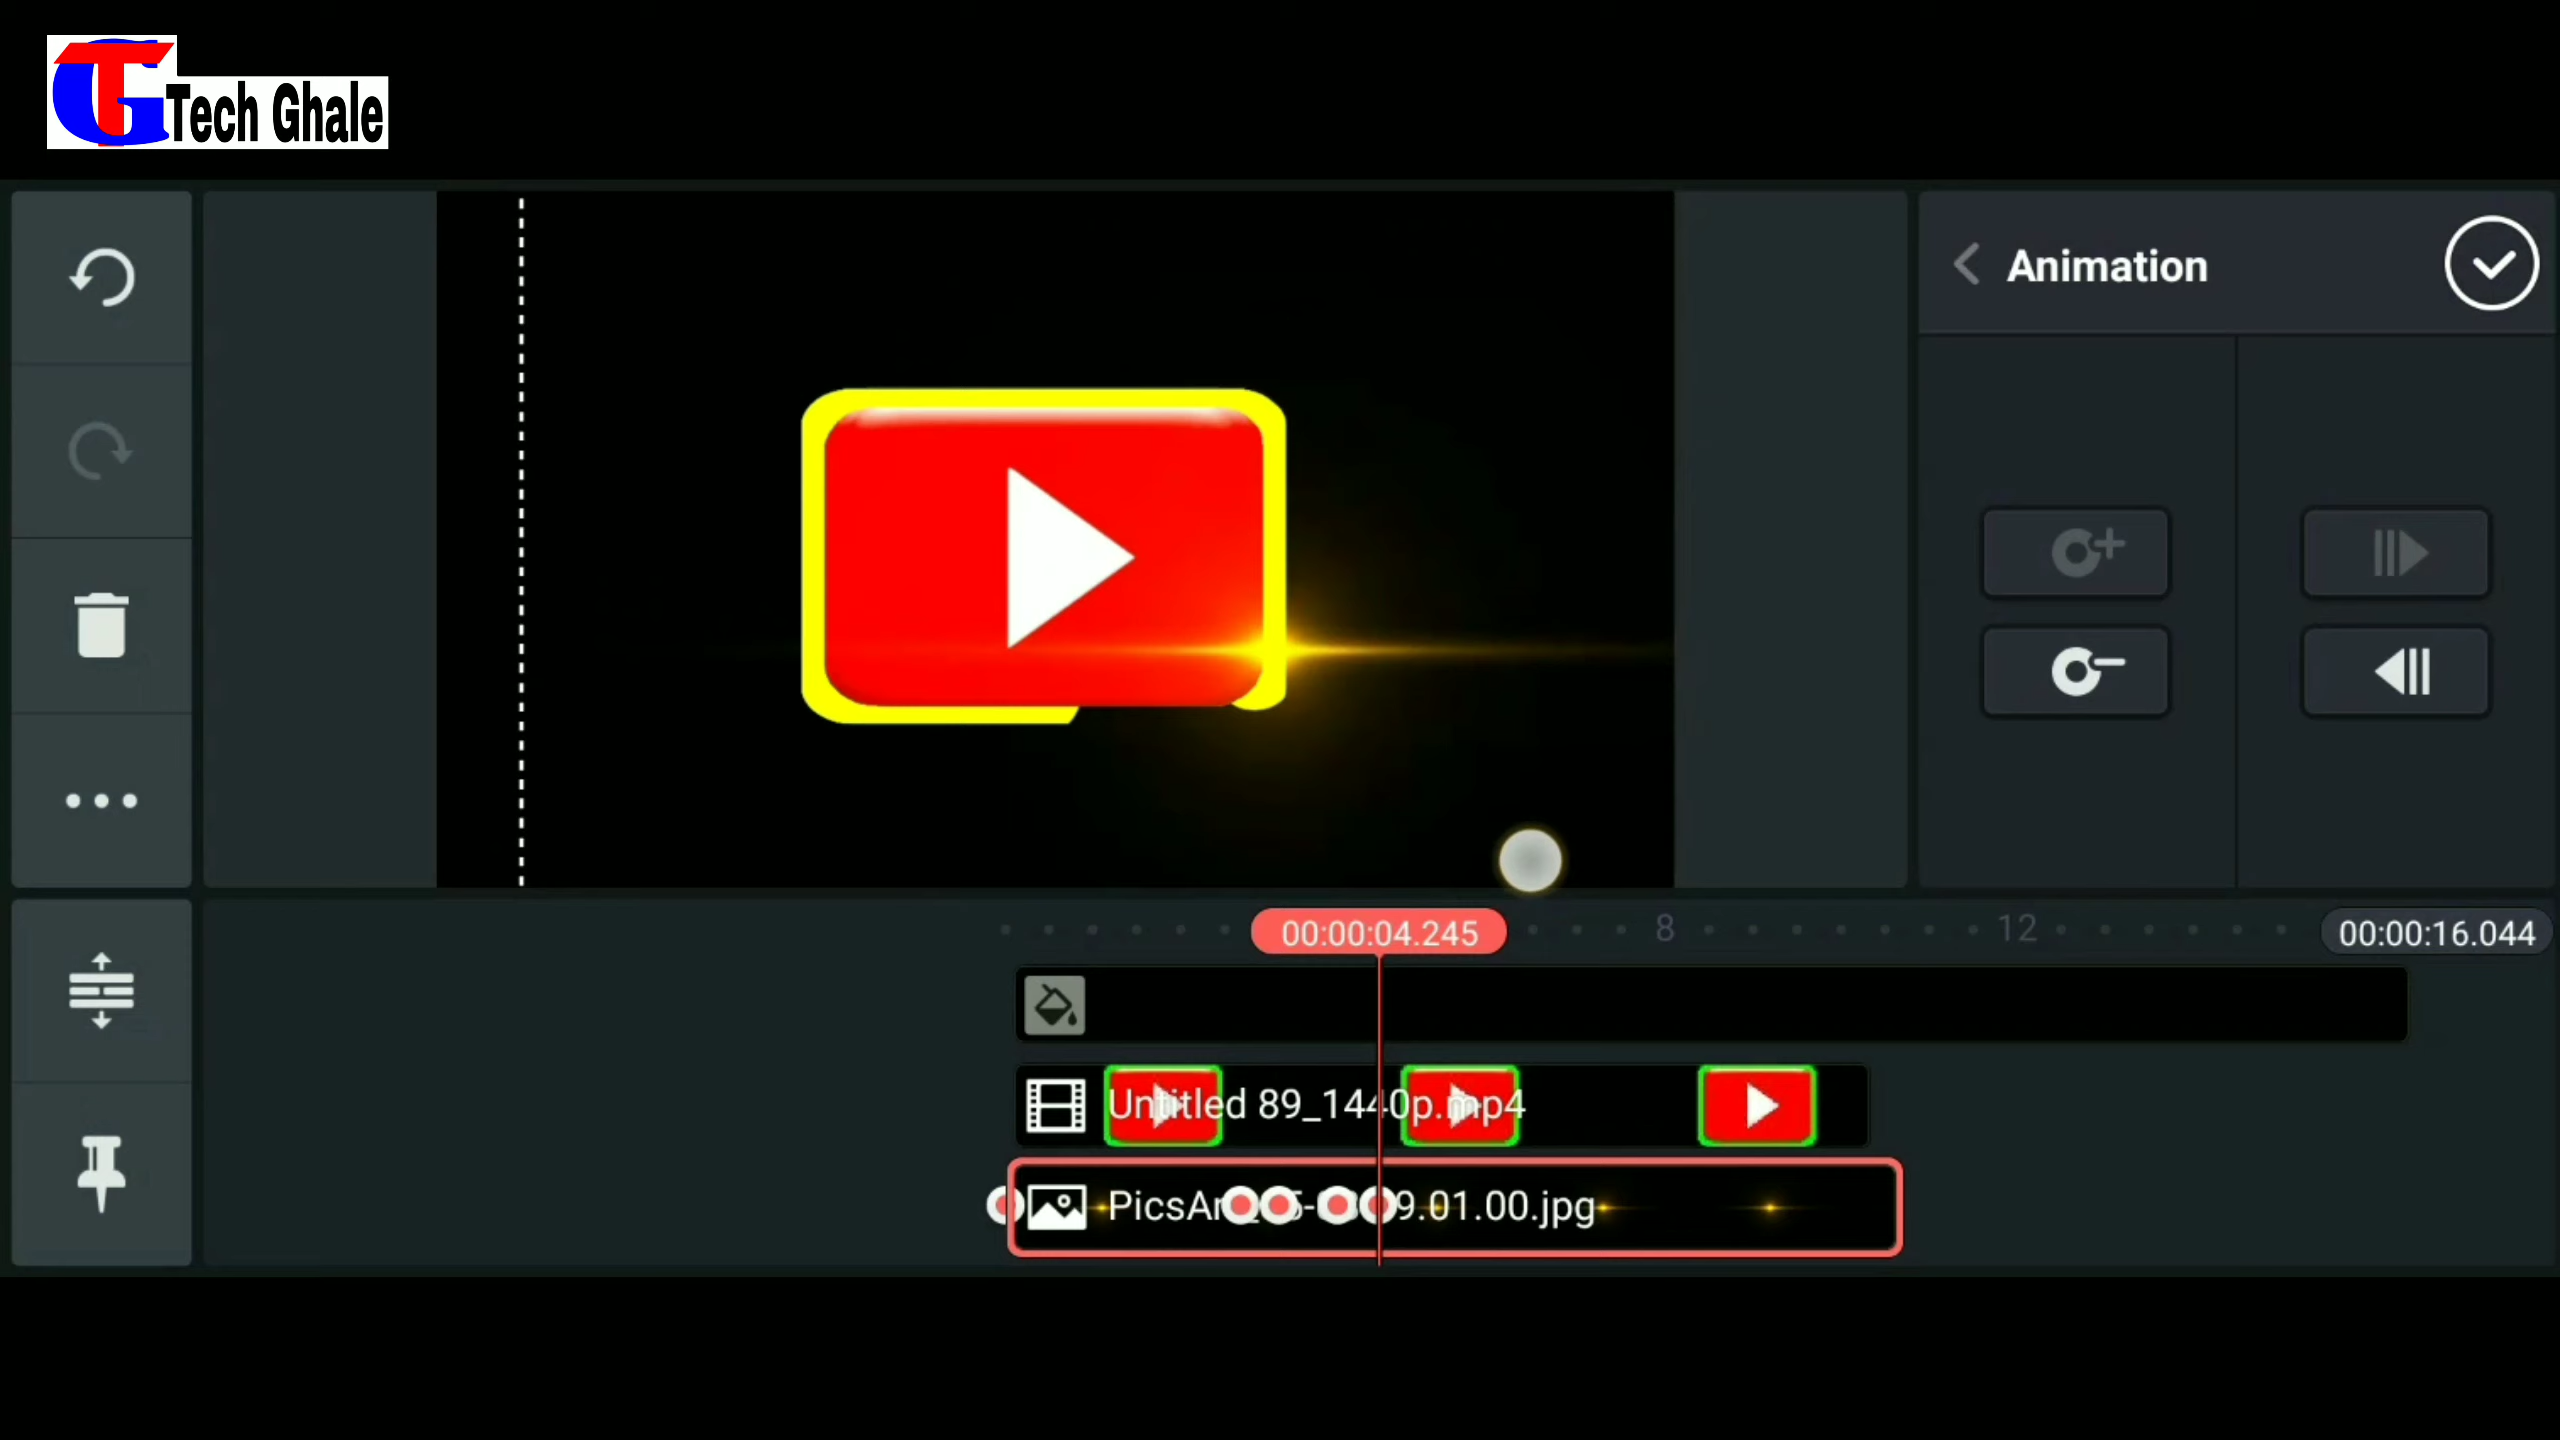 Tech Ghale
Animation
00:00:04.245
8
12
00:00:16.044
Untitled 89_1440p.mp4
9.01.00.jpg